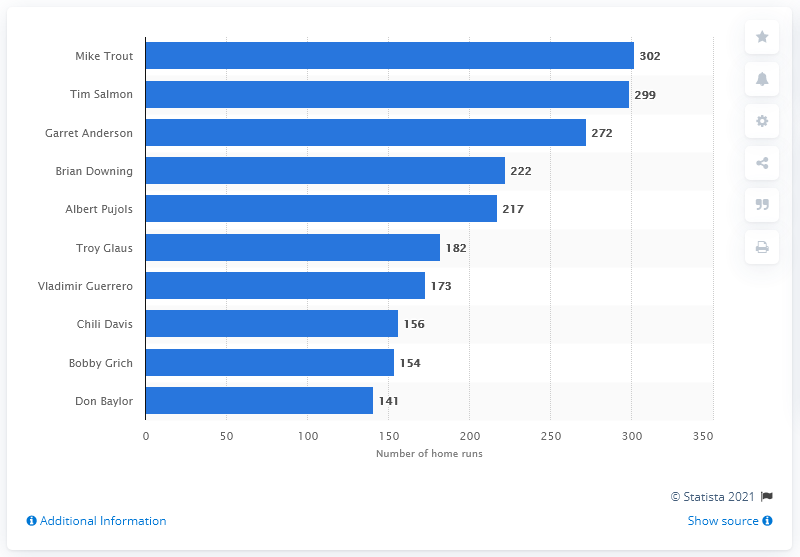 Mike Trout 302
Tim Salmon 299
Garret Anderson 272
Brian Downing 222
Albert Pujols 217
Troy Glaus 182
Vladimir Guerrero 173
Chili Davis 156
Bobby Grich 154
Don Baylor 141
0 50 100 150 200 250 300 350
Number of home runs
© Statista 2021
Additional Information
Show source